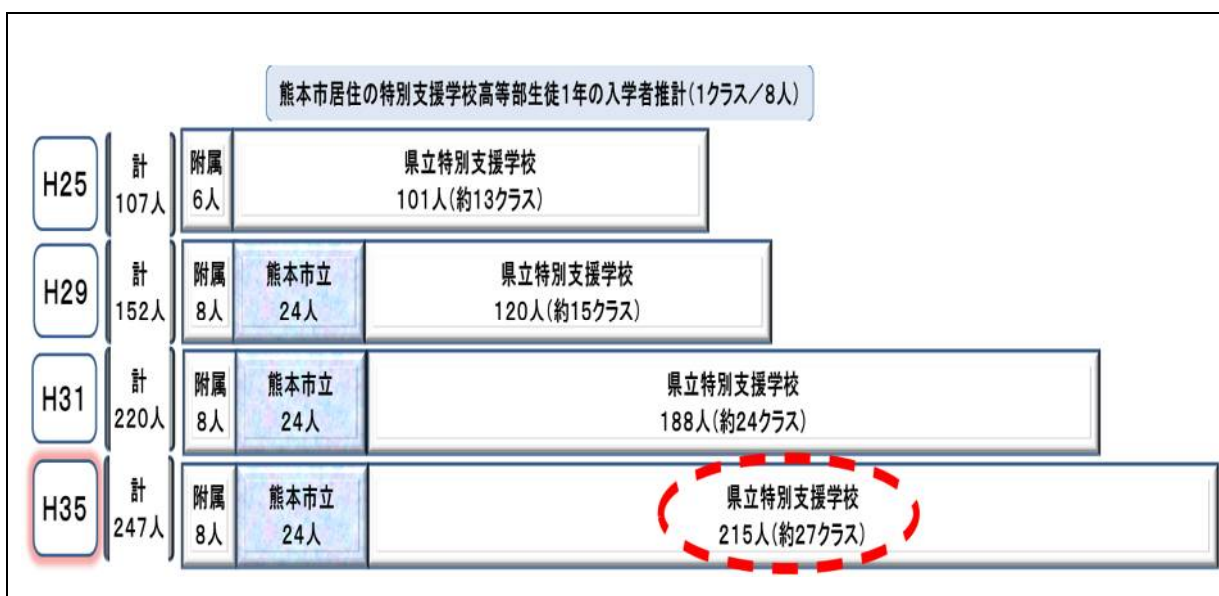 熊本市居住の特別支援学校高等部生徒1年の入学者推計(1クラス／8人)
H25
計
107人
附属
6人
県立特別支援学校
101人(約13クラス)
H29
計
152人
附属
8人
熊本市立
24人
県立特別支援学校
120人(約15クラス)
H31
計
220人
附属
8人
熊本市立
24人
県立特別支援学校
188人(約24クラス)
H35
計
247人
附属
8人
熊本市立
24人
県立特別支援学校
215人(約27クラス)